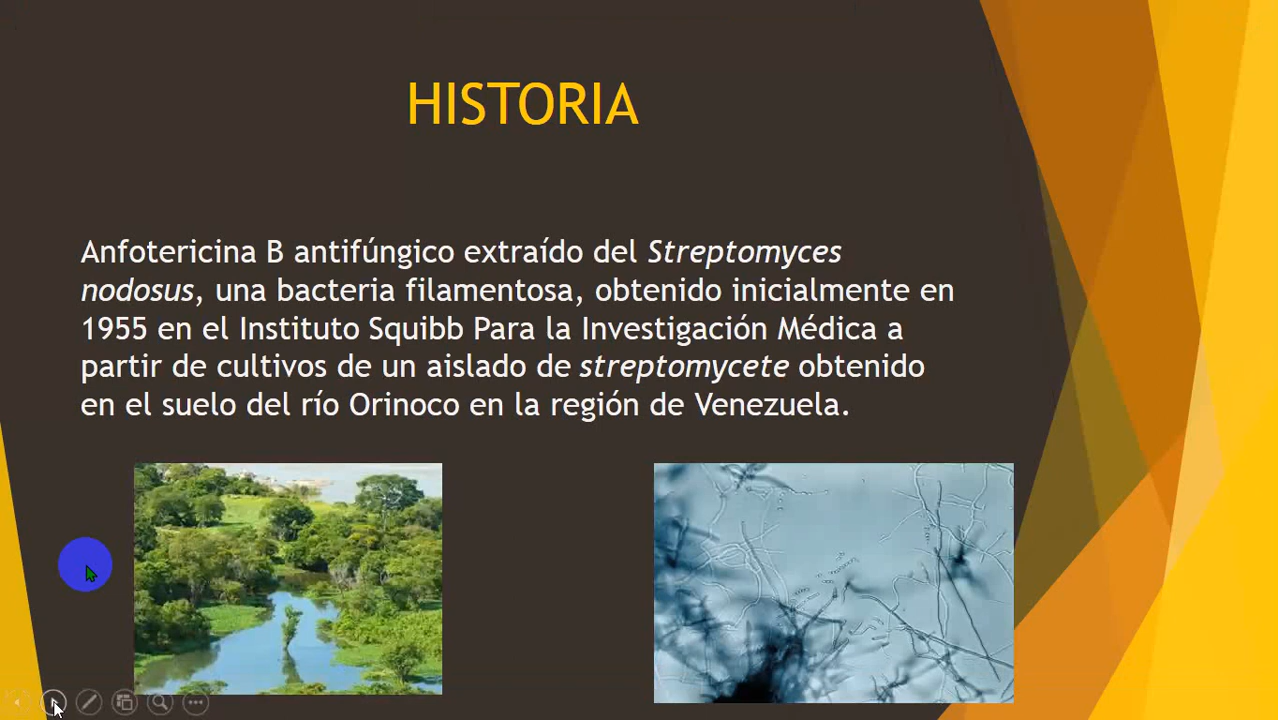 HISTORIA
Anfotericina B antifúngico extraído del Streptomyces
nodosus, una bacteria filamentosa, obtenido inicialmente en
1955 en el Instituto Squibb Para la Investigación Médica a
partir de cultivos de un aislado de streptomycete obtenido
en el suelo del río Orinoco en la región de Venezuela.